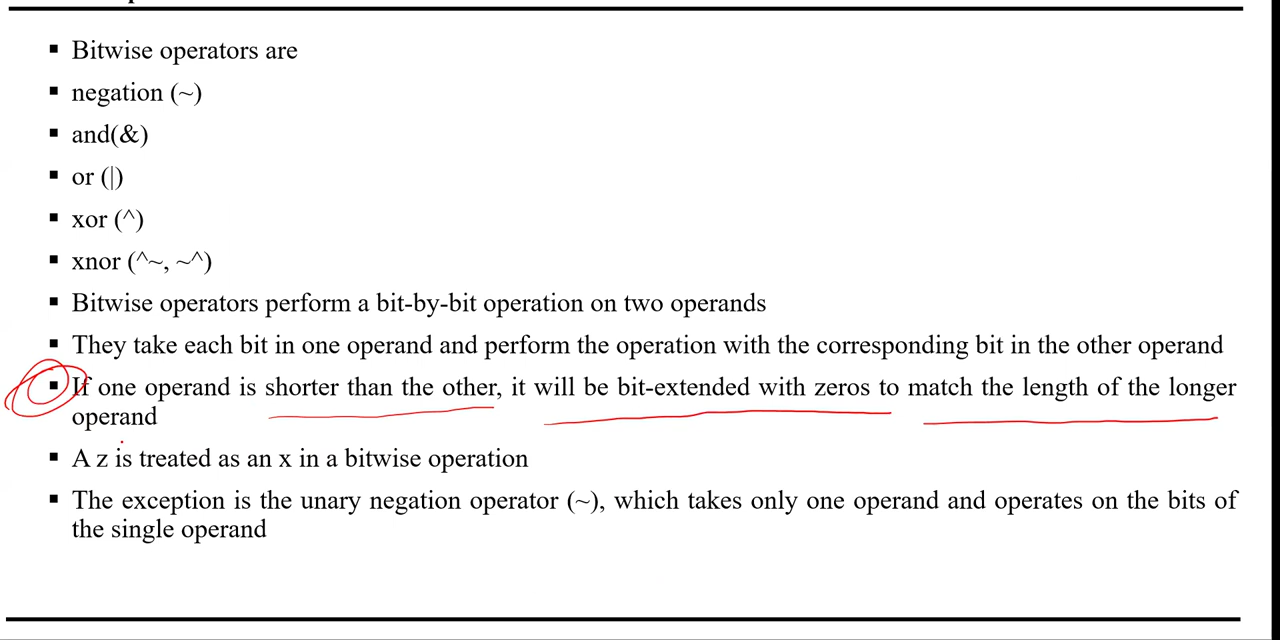 ▪ Bitwise operators are
▪ negation (~)
▪ and(&)
▪ or (|)
▪ xor (^)
▪ xnor (^~, ~^)
▪ Bitwise operators perform a bit-by-bit operation on two operands
▪ They take each bit in one operand and perform the operation with the corresponding bit in the other operand
▪ If one operand is shorter than the other, it will be bit-extended with zeros to match the length of the longer
operand
▪ A z is treated as an x in a bitwise operation
▪ The exception is the unary negation operator (~), which takes only one operand and operates on the bits of
the single operand